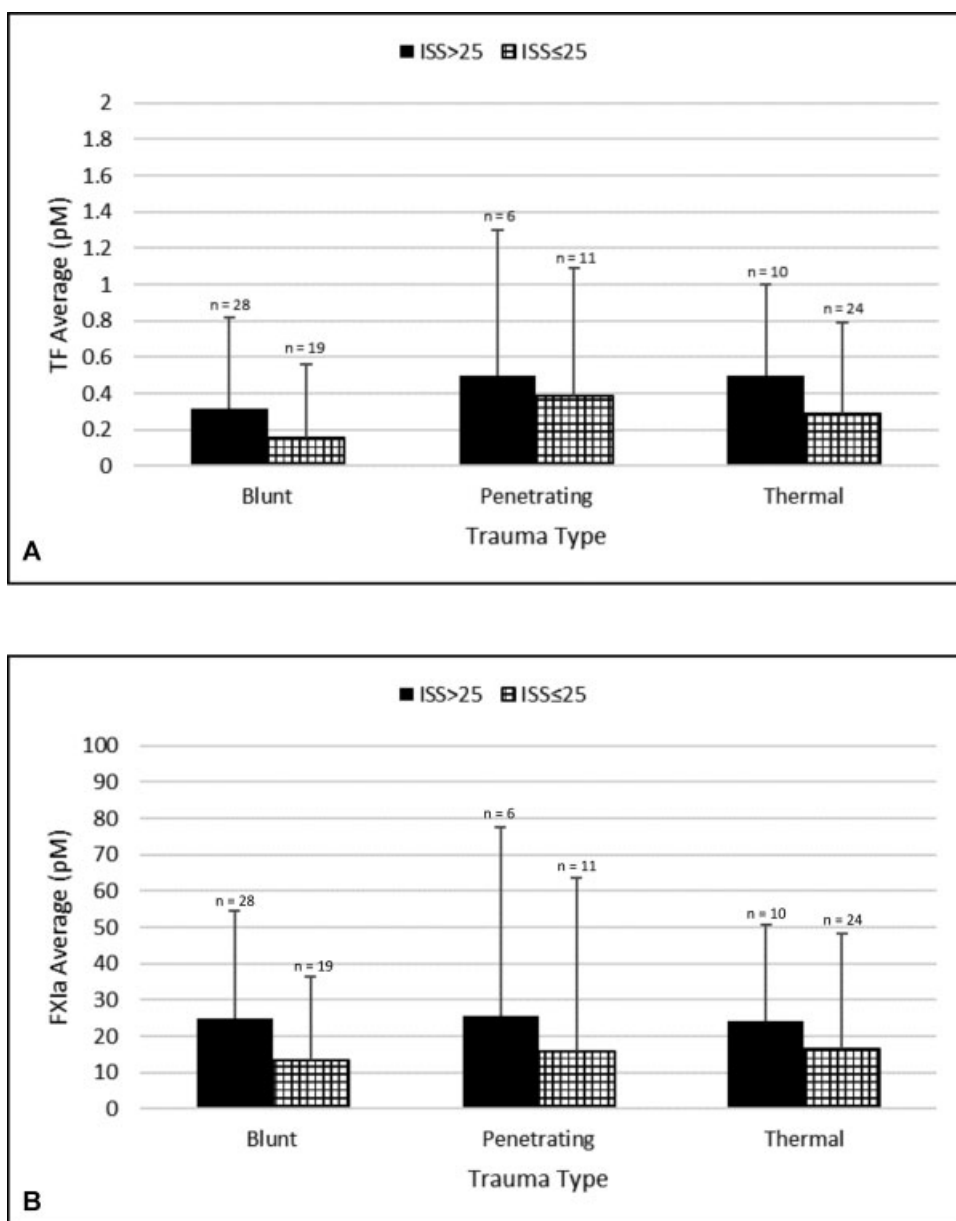 ISS>25 ISS≤25
2
1.8
1.6
1.4
1.2
1
0.8
0.6
0.4
0.2
0
TF Average (pM)
n = 28
n = 19
n = 6
n = 11
n = 10
n = 24
Blunt Penetrating Thermal
Trauma Type
A
ISS>25 ISS≤25
100
90
80
70
60
50
40
30
20
10
0
FXIa Average (pM)
n = 28
n = 19
n = 6
n = 11
n = 10
n = 24
Blunt Penetrating Thermal
Trauma Type
B